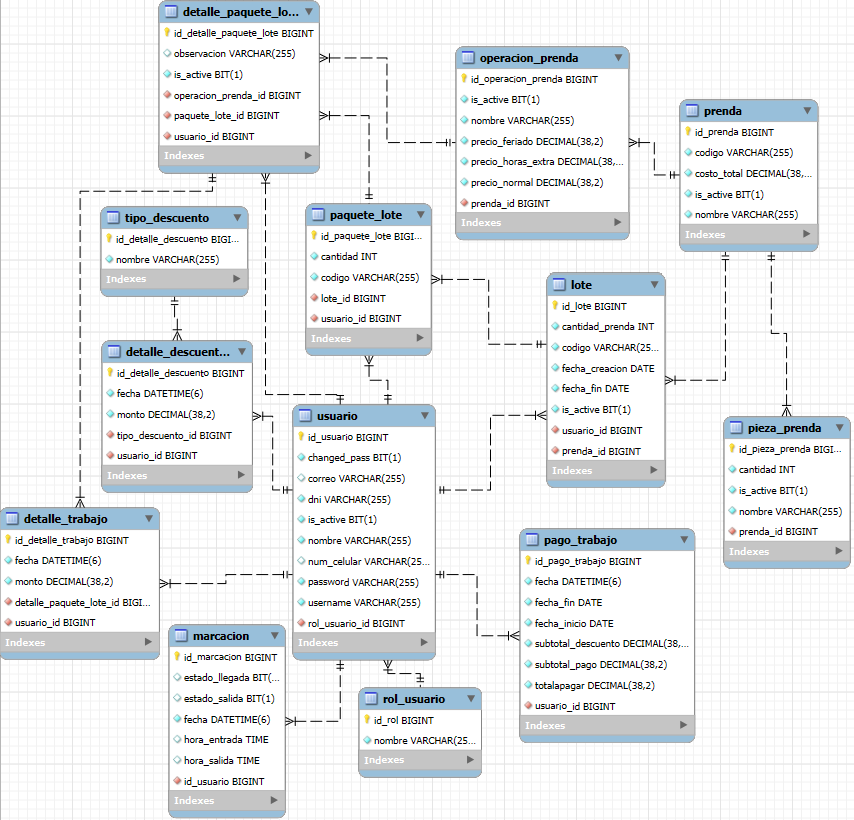 detalle_paquete_lo...
id_detalle_paquete_lote BIGINT
observacion VARCHAR(255)
is_active BIT(1)
operacion_prenda_id BIGINT
paquete_lote_id BIGINT
usuario_id BIGINT
Indexes
operacion_prenda
id_operacion_prenda BIGINT
is_active BIT(1)
nombre VARCHAR(255)
precio_feriado DECIMAL(38,2)
precio_horas_extra DECIMAL(38,...
precio_normal DECIMAL(38,2)
prenda_id BIGINT
Indexes
prenda
id_prenda BIGINT
codigo VARCHAR(255)
costo_total DECIMAL(38,...
is_active BIT(1)
nombre VARCHAR(255)
Indexes
tipo_descuento
id_detalle_descuento BIGI...
nombre VARCHAR(255)
Indexes
paquete_lote
id_paquete_lote BIGI...
cantidad INT
codigo VARCHAR(255)
lote_id BIGINT
usuario_id BIGINT
Indexes
lote
id_lote BIGINT
cantidad_prenda INT
codigo VARCHAR(25...
fecha_creacion DATE
fecha_fin DATE
is_active BIT(1)
usuario_id BIGINT
prenda_id BIGINT
Indexes
detalle_descuent...
id_detalle_descuento BIGINT
fecha DATETIME(6)
monto DECIMAL(38,2)
tipo_descuento_id BIGINT
usuario_id BIGINT
Indexes
usuario
id_usuario BIGINT
changed_pass BIT(1)
correo VARCHAR(255)
dni VARCHAR(255)
is_active BIT(1)
nombre VARCHAR(255)
num_celular VARCHAR(25...
password VARCHAR(255)
username VARCHAR(255)
rol_usuario_id BIGINT
Indexes
pieza_prenda
id_pieza_prenda BIGI...
cantidad INT
is_active BIT(1)
nombre VARCHAR(255)
prenda_id BIGINT
Indexes
detalle_trabajo
id_detalle_trabajo BIGINT
fecha DATETIME(6)
monto DECIMAL(38,2)
detalle_paquete_lote_id BIGI...
usuario_id BIGINT
Indexes
pago_trabajo
id_pago_trabajo BIGINT
fecha DATETIME(6)
fecha_fin DATE
fecha_inicio DATE
subtotal_descuento DECIMAL(38,...
subtotal_pago DECIMAL(38,2)
totalapagar DECIMAL(38,2)
usuario_id BIGINT
Indexes
marcacion
id_marcacion BIGINT
estado_llegada BIT(...
estado_salida BIT(1)
fecha DATETIME(6)
hora_entrada TIME
hora_salida TIME
id_usuario BIGINT
Indexes
rol_usuario
id_rol BIGINT
nombre VARCHAR(25...
Indexes